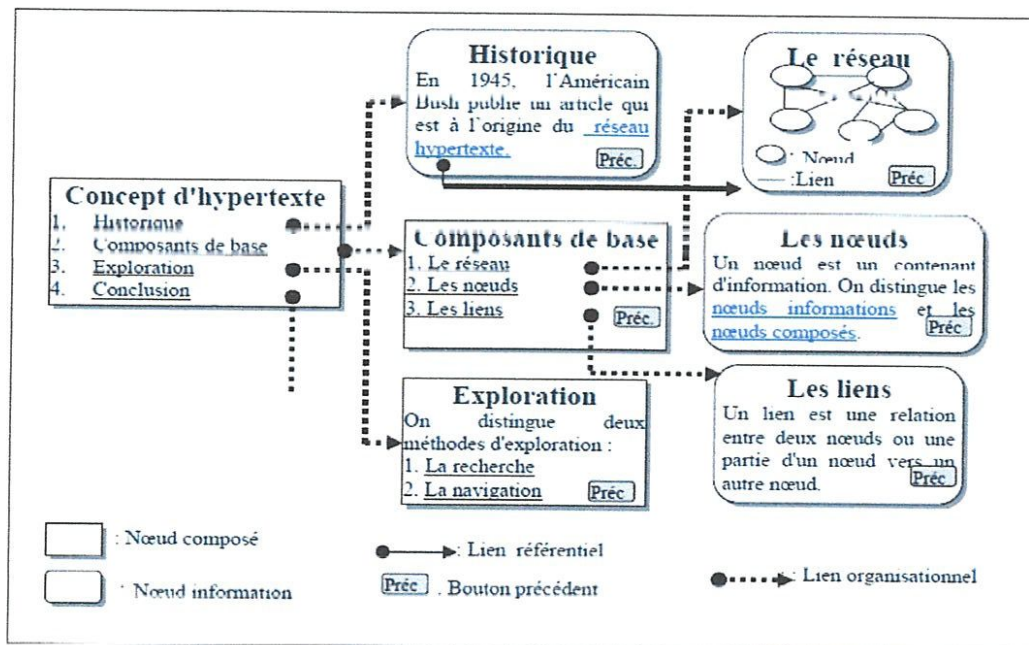 Historique
En 1945, l'Américain
Bush publie un article qui
est à l'origine du réseau
hypertexte.
Préc.
Le réseau
: Nœud
:Lien
Préc
Concept d'hypertexte
1. Historique
2. Composants de base
3. Exploration
4. Conclusion
Composants de base
1. Le réseau
2. Les nœuds
3. Les liens
Préc.
Les nœuds
Un nœud est un contenant
d'information. On distingue les
nœuds informations et les
nœuds composés.
Préc
Exploration
On distingue deux
méthodes d'exploration :
1. La recherche
2. La navigation
Préc
Les liens
Un lien est une relation
entre deux nœuds ou une
partie d'un nœud vers un
autre nœud.
Préc
: Nœud composé
: Nœud information
: Lien référentiel
Préc . Bouton précédent
: Lien organisationnel